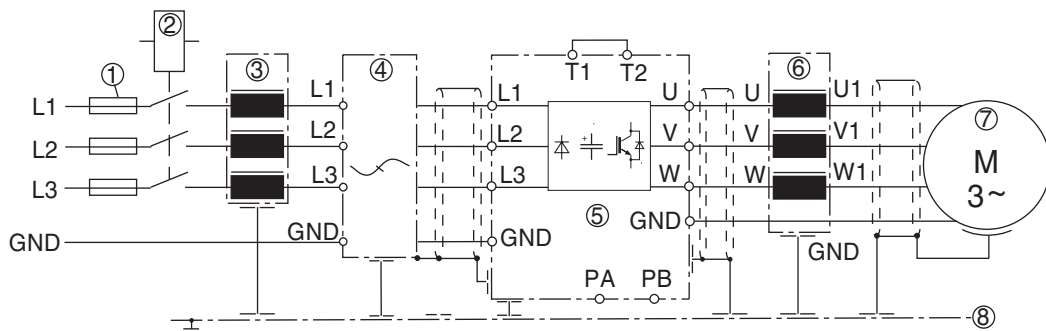 ②
T1 T2
① ③ ④ ⑥ ⑦
L1 L1 L1 U U U1
L2 L2 L2 V V V1 M
L3 L3 L3 W W W1 3~
⑤ GND
GND GND GND GND
PA PB
⑧